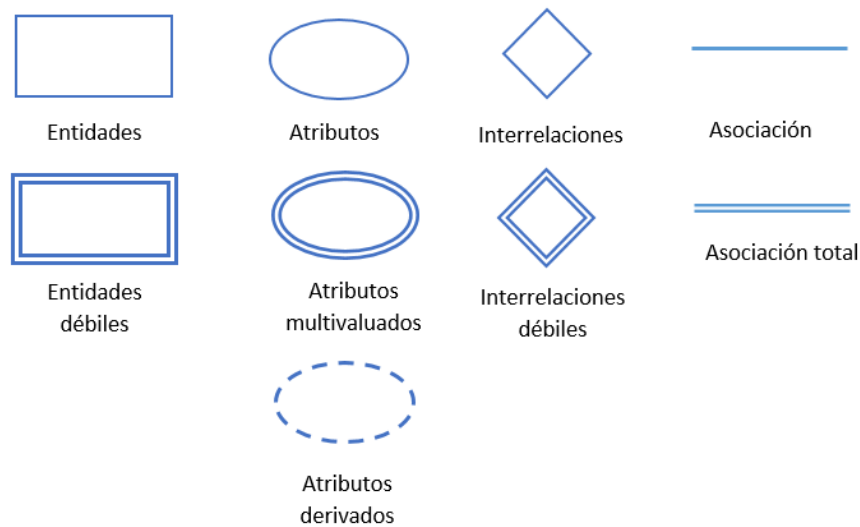 Entidades
Atributos
Interrelaciones
Asociación
Entidades
débiles
Atributos
multivaluados
Interrelaciones
débiles
Asociación total
Atributos
derivados